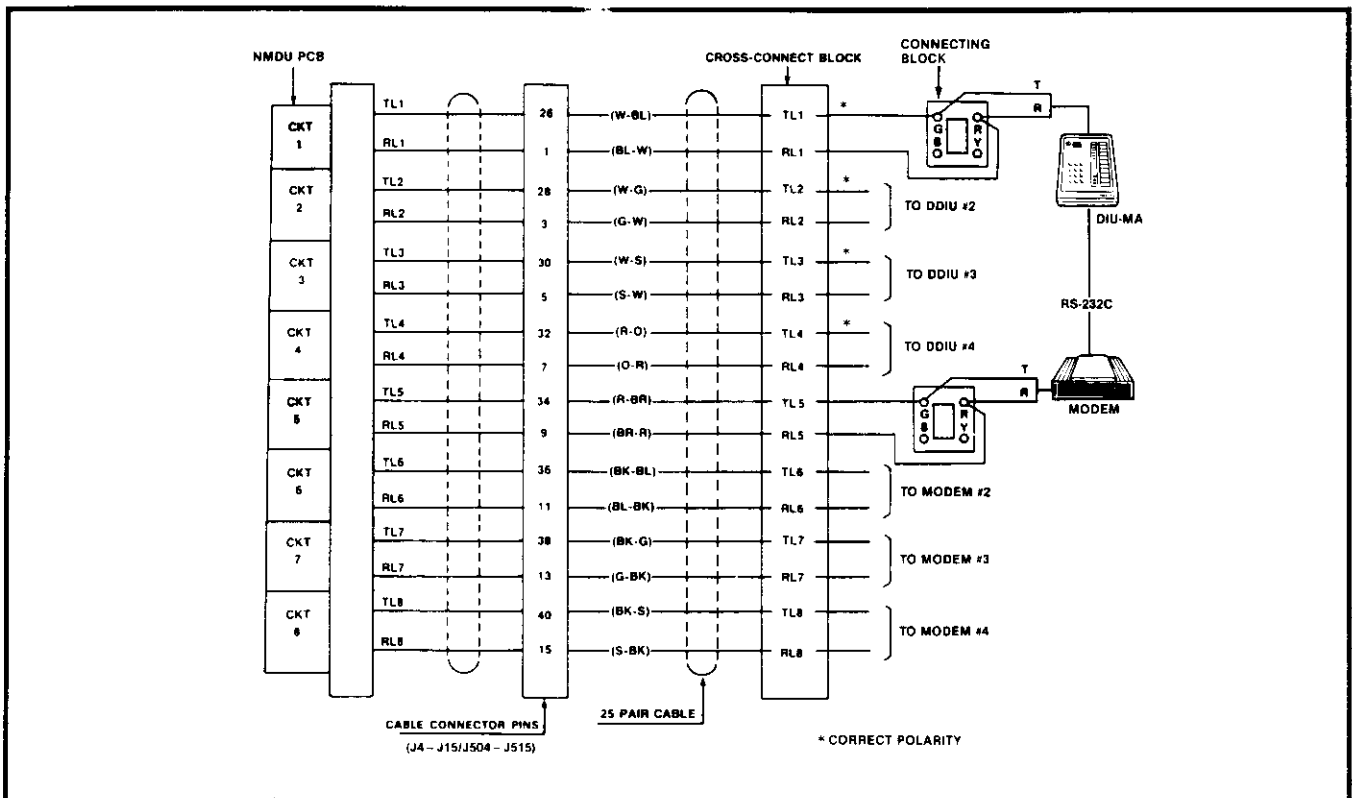 NMDU PCB
CROSS-CONNECT BLOCK
CONNECTING
BLOCK
T
R
CKT
1
TL1
26
(W-BL)
TL1
*
G
R
B
Y
RL1
1
(BL-W)
RL1
DIU-MA
CKT
2
TL2
28
(W-G)
TL2
*
TO DDIU #2
RL2
3
(G-W)
RL2
CKT
3
TL3
30
(W-S)
TL3
*
TO DDIU #3
RL3
5
(S-W)
RL3
RS-232C
CKT
4
TL4
32
(R-O)
TL4
*
TO DDIU #4
RL4
7
(O-R)
RL4
CKT
5
TL5
34
(R-BR)
TL5
G
R
B
Y
T
R
MODEM
RL5
9
(BR-R)
RL5
CKT
6
TL6
36
(BK-BL)
TL6
TO MODEM #2
RL6
11
(BL-BK)
RL6
CKT
7
TL7
38
(BK-G)
TL7
TO MODEM #3
RL7
13
(G-BK)
RL7
CKT
8
TL8
40
(BK-S)
TL8
TO MODEM #4
RL8
15
(S-BK)
RL8
CABLE CONNECTOR PINS
(J4 – J15/J504 – J515)
25 PAIR CABLE
* CORRECT POLARITY